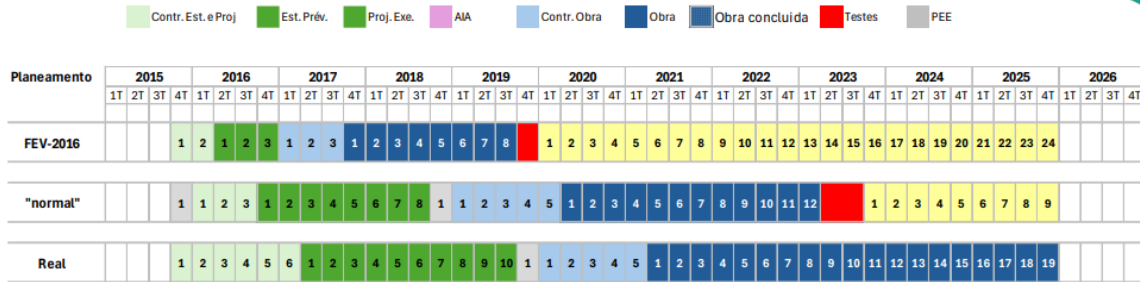 Contr. Est. e Proj Est. Prév. Proj. Exe. AIA Contr. Obra Obra Obra concluida Testes PEE
Planeamento 2015 2016 2017 2018 2019 2020 2021 2022 2023 2024 2025 2026
1T 2T 3T 4T 1T 2T 3T 4T 1T 2T 3T 4T 1T 2T 3T 4T 1T 2T 3T 4T 1T 2T 3T 4T 1T 2T 3T 4T 1T 2T 3T 4T 1T 2T 3T 4T 1T 2T 3T 4T 1T 2T 3T 4T 1T 2T 3T 4T
FEV-2016 1 2 1 2 3 1 2 3 1 2 3 4 5 6 7 8 1 2 3 4 5 6 7 8 9 10 11 12 13 14 15 16 17 18 19 20 21 22 23 24
"normal" 1 1 2 3 1 2 3 4 5 6 7 8 1 1 2 3 4 5 1 2 3 4 5 6 7 8 9 10 11 12 1 2 3 4 5 6 7 8 9
Real 1 2 3 4 5 6 1 2 3 4 5 6 7 8 9 10 1 1 2 3 4 5 1 2 3 4 5 6 7 8 9 10 11 12 13 14 15 16 17 18 19